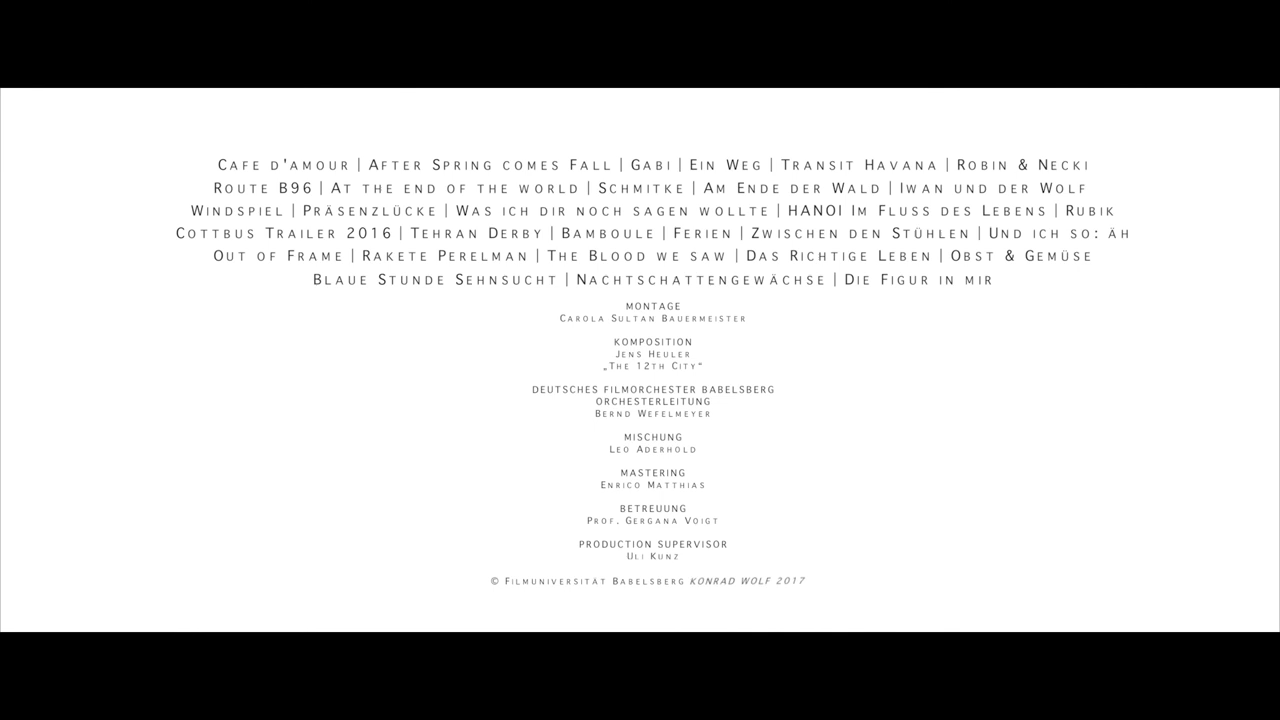 Cafe d'amour | After Spring comes Fall | Gabi | Ein Weg | Transit Havana | Robin & Necki
Route B96 | At the end of the world | Schmitke | Am Ende der Wald | Iwan und der Wolf
Windspiel | Präsenzlücke | Was ich dir noch sagen wollte | HANOI Im Fluss des Lebens | Rubik
Cottbus Trailer 2016 | Tehran Derby | Bamboule | Ferien | Zwischen den Stühlen | Und ich so: äh
Out of Frame | Rakete Perelman | The Blood we saw | Das Richtige Leben | Obst & Gemüse
Blaue Stunde Sehnsucht | Nachtschattengewächse | Die Figur in mir
MONTAGE
Carola Sultan Bauermeister
KOMPOSITION
Jens Heuler
„The 12th City“
DEUTSCHES FILMORCHESTER BABELSBERG
ORCHESTERLEITUNG
Bernd Wefelmeyer
MISCHUNG
Leo Aderhold
MASTERING
Enrico Matthias
BETREUUNG
Prof. Gergana Voigt
PRODUCTION SUPERVISOR
Uli Kunz
© Filmuniversität Babelsberg KONRAD WOLF 2017